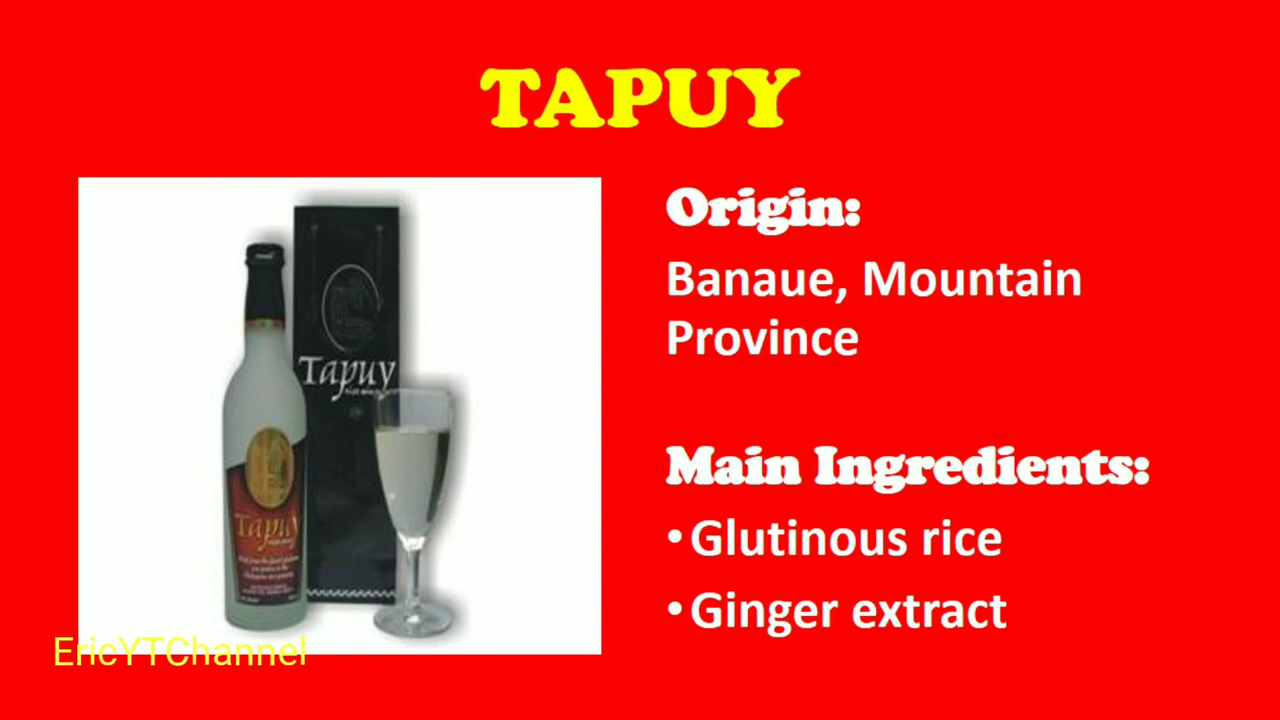 TAPUY
Origin:
Banaue, Mountain
Province
Main Ingredients:
• Glutinous rice
• Ginger extract
Tapuy
Tapuy
EricYTChannel